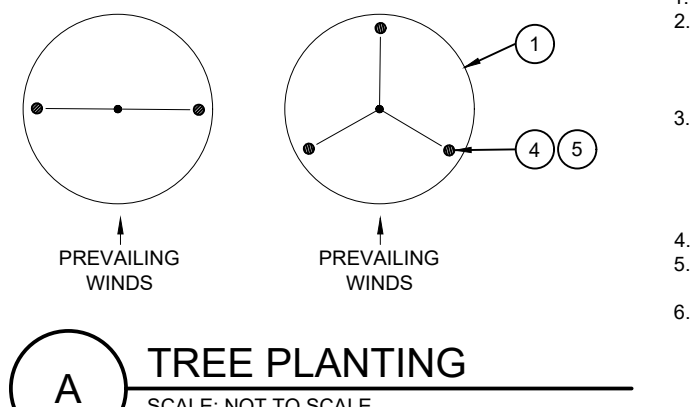 1.
2.
3.
4.
5.
6.
1
4 5
PREVAILING
WINDS
PREVAILING
WINDS
A
TREE PLANTING
SCALE: NOT TO SCALE